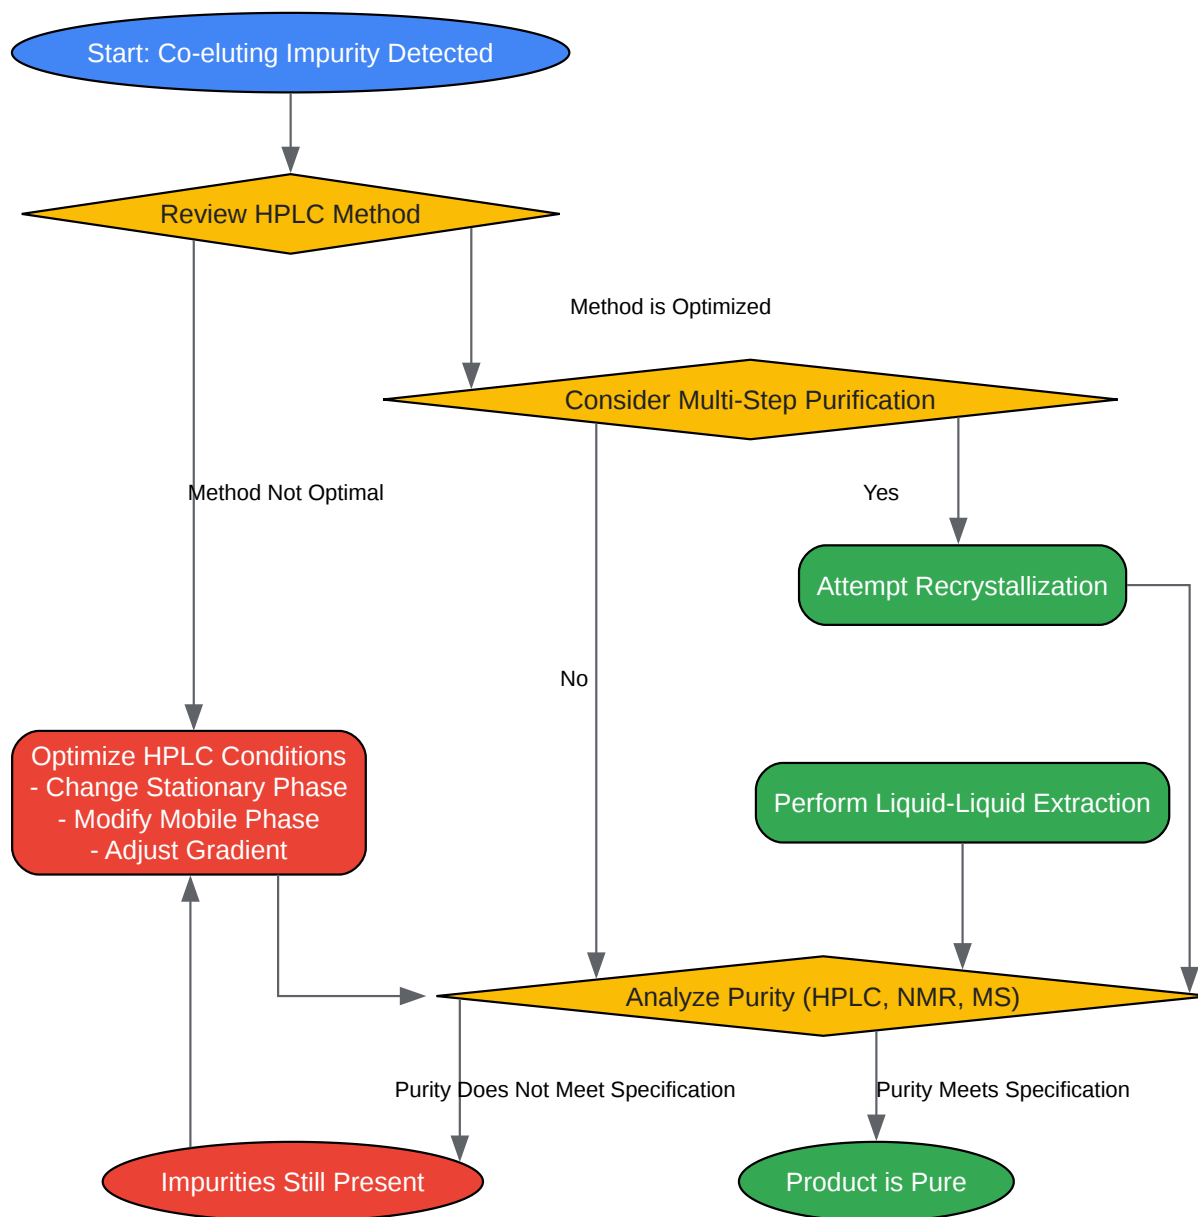 Start: Co-eluting Impurity Detected
Review HPLC Method
Method is Optimized
Consider Multi-Step Purification
Method Not Optimal
Yes
Attempt Recrystallization
No
Optimize HPLC Conditions
- Change Stationary Phase
- Modify Mobile Phase
- Adjust Gradient
Perform Liquid-Liquid Extraction
Analyze Purity (HPLC, NMR, MS)
Purity Does Not Meet Specification
Purity Meets Specification
Impurities Still Present
Product is Pure